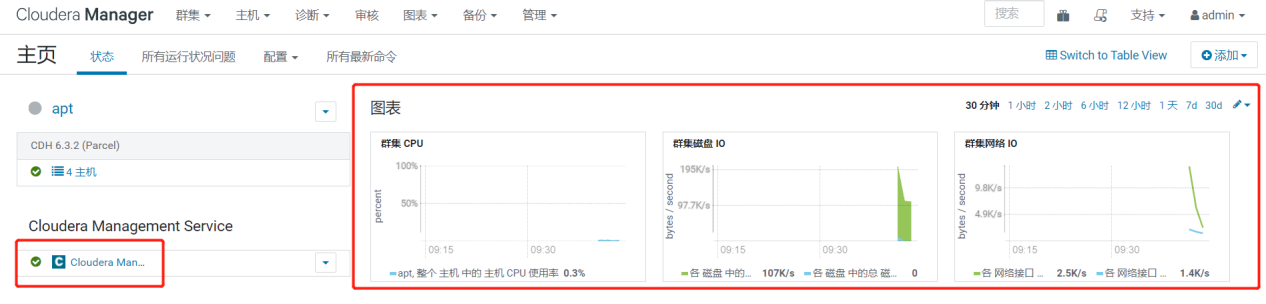 Cloudera Manager 群集 主机 诊断 审核 图表 备份 管理 搜索 支持 admin
主页 状态 所有运行状况问题 配置 所有最新命令 Switch to Table View 添加
apt
CDH 6.3.2 (Parcel)
4 主机
Cloudera Management Service
Cloudera Man...
图表 30 分钟 1 小时 2 小时 6 小时 12 小时 1 天 7d 30d
群集 CPU
percent
100%
50%
09:15 09:30
apt, 整个 主机 中的 主机 CPU 使用率 0.3%
群集磁盘 IO
bytes / second
195K/s
97.7K/s
09:15 09:30
各 磁盘 中的... 107K/s 各 磁盘 中的总 磁... 0
群集网络 IO
bytes / second
9.8K/s
4.9K/s
09:15 09:30
各 网络接口 ... 2.5K/s 各 网络接口 ... 1.4K/s